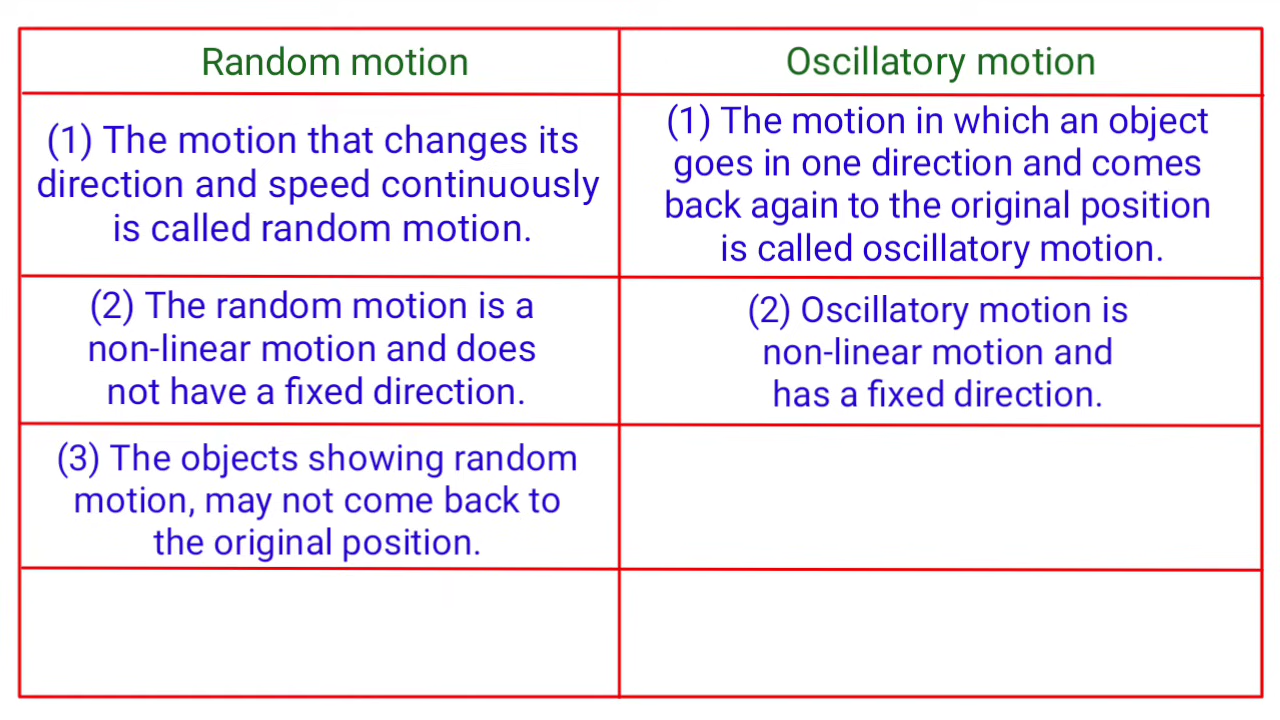 Random motion
Oscillatory motion
(1) The motion that changes its
direction and speed continuously
is called random motion.
(1) The motion in which an object
goes in one direction and comes
back again to the original position
is called oscillatory motion.
(2) The random motion is a
non-linear motion and does
not have a fixed direction.
(2) Oscillatory motion is
non-linear motion and
has a fixed direction.
(3) The objects showing random
motion, may not come back to
the original position.